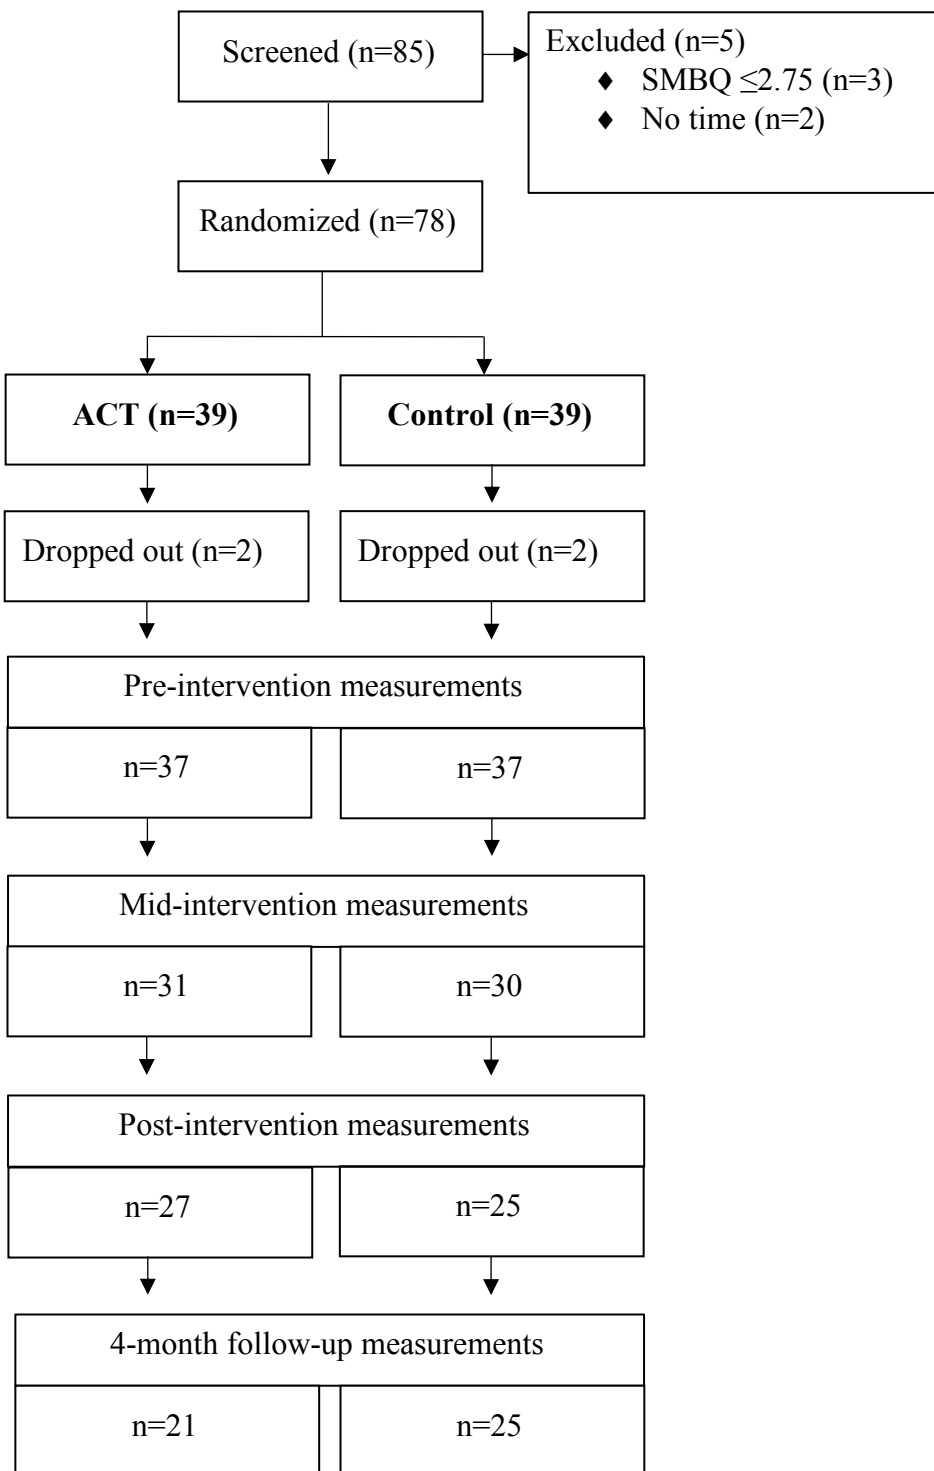 Screened (n=85)
Excluded (n=5)
♦ SMBQ ≤2.75 (n=3)
♦ No time (n=2)
Randomized (n=78)
ACT (n=39)
Control (n=39)
Dropped out (n=2)
Dropped out (n=2)
Pre-intervention measurements
n=37
n=37
Mid-intervention measurements
n=31
n=30
Post-intervention measurements
n=27
n=25
4-month follow-up measurements
n=21
n=25